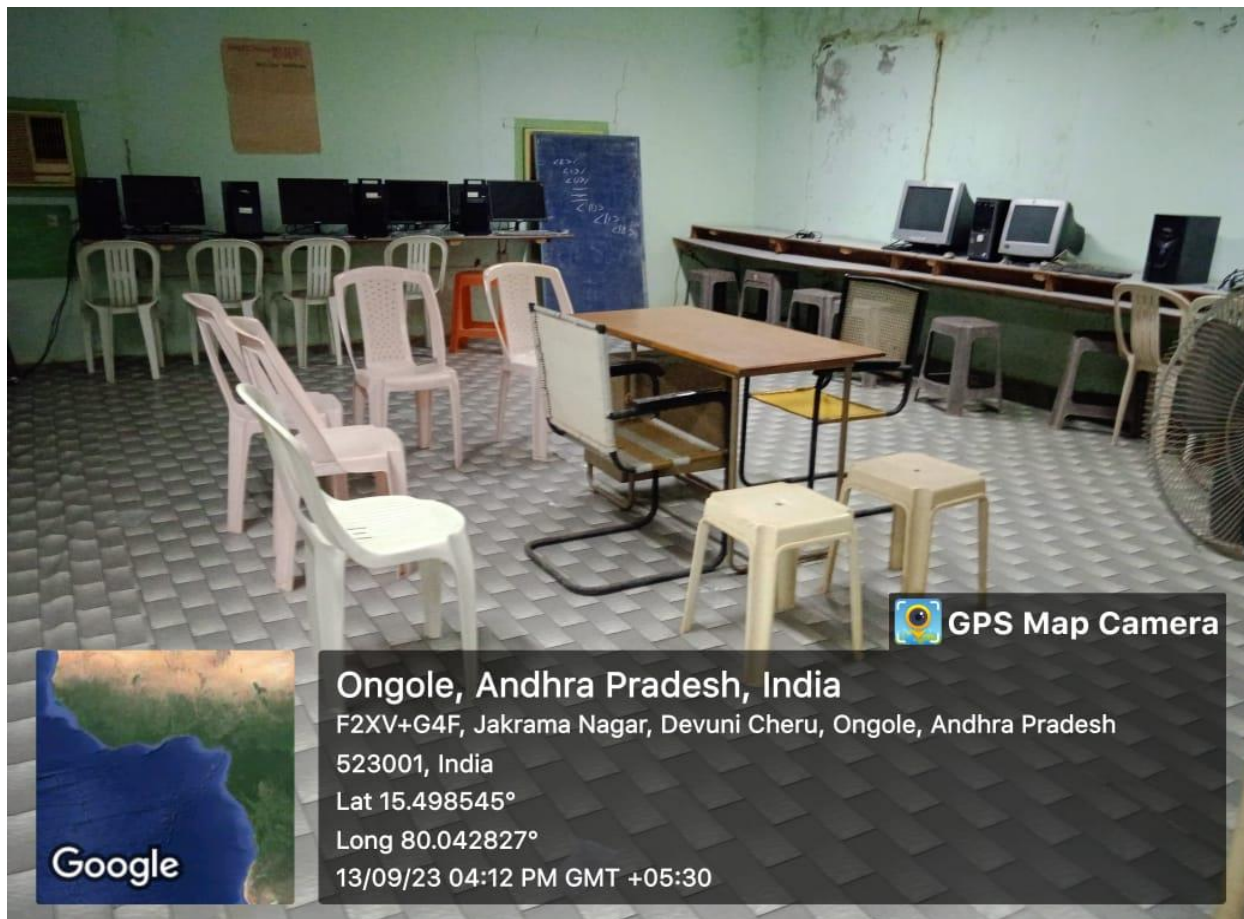 GPS Map Camera
Ongole, Andhra Pradesh, India
F2XV+G4F, Jakrama Nagar, Devuni Cheru, Ongole, Andhra Pradesh
523001, India
Lat 15.498545°
Long 80.042827°
13/09/23 04:12 PM GMT +05:30
Google